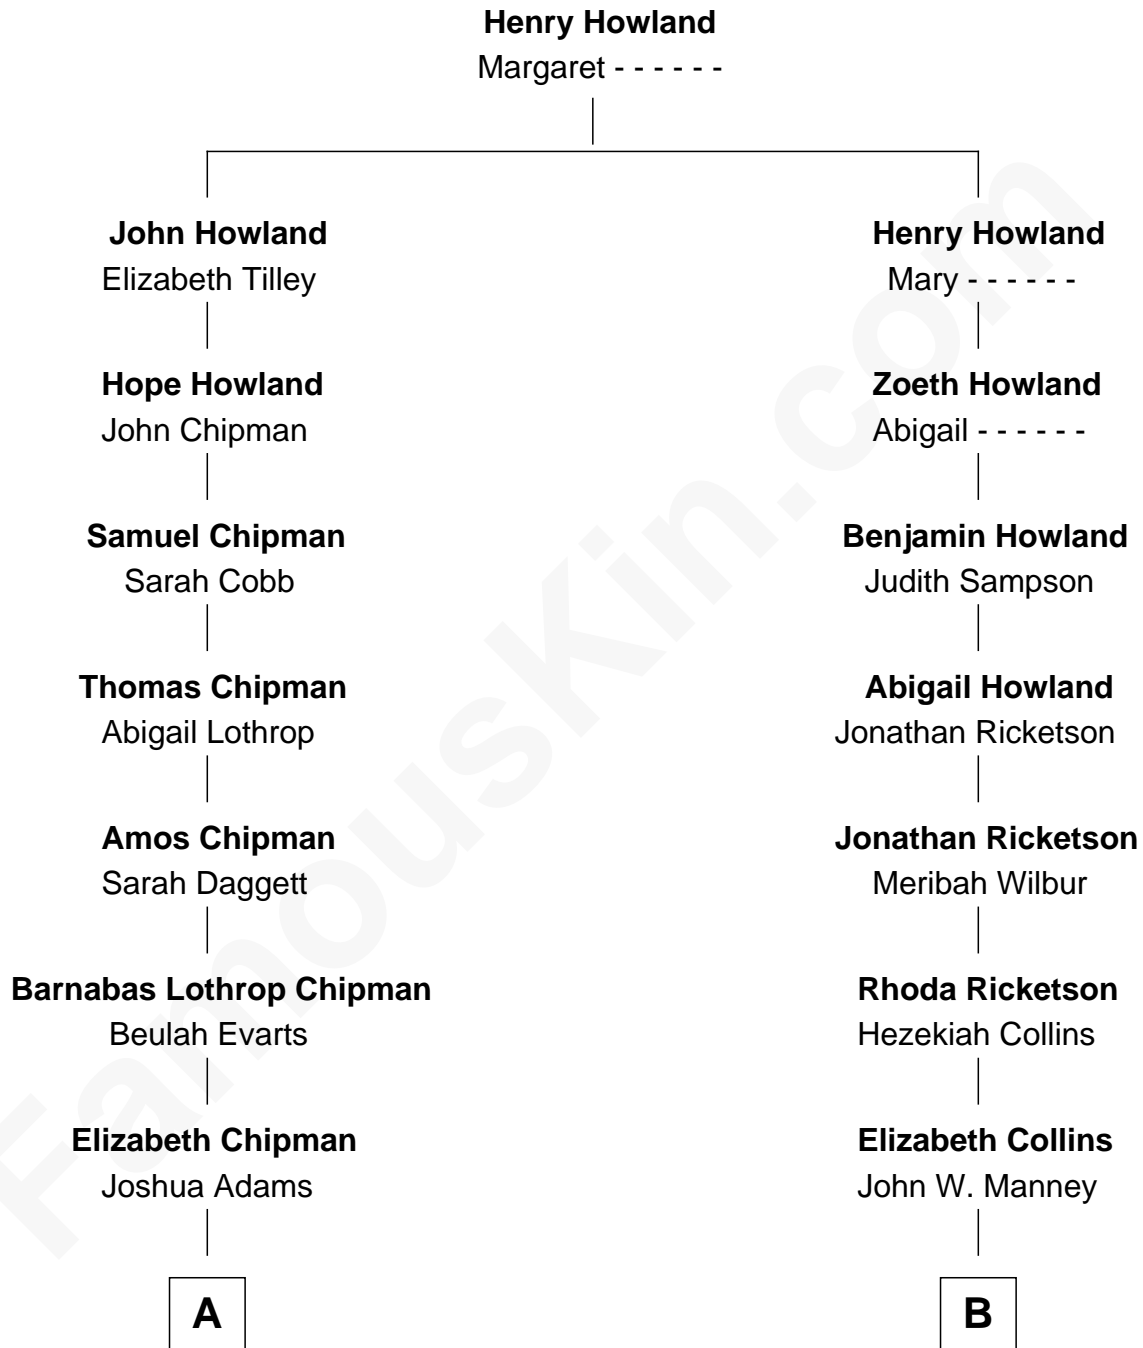 Henry Howland
Margaret - - - - - -
John Howland
Elizabeth Tilley
Henry Howland
Mary - - - - - -
Hope Howland
John Chipman
Zoeth Howland
Abigail - - - - - -
Samuel Chipman
Sarah Cobb
Benjamin Howland
Judith Sampson
Thomas Chipman
Abigail Lothrop
Abigail Howland
Jonathan Ricketson
Amos Chipman
Sarah Daggett
Jonathan Ricketson
Meribah Wilbur
Barnabas Lothrop Chipman
Beulah Evarts
Rhoda Ricketson
Hezekiah Collins
Elizabeth Chipman
Joshua Adams
Elizabeth Collins
John W. Manney
A
B
FamousKin.com